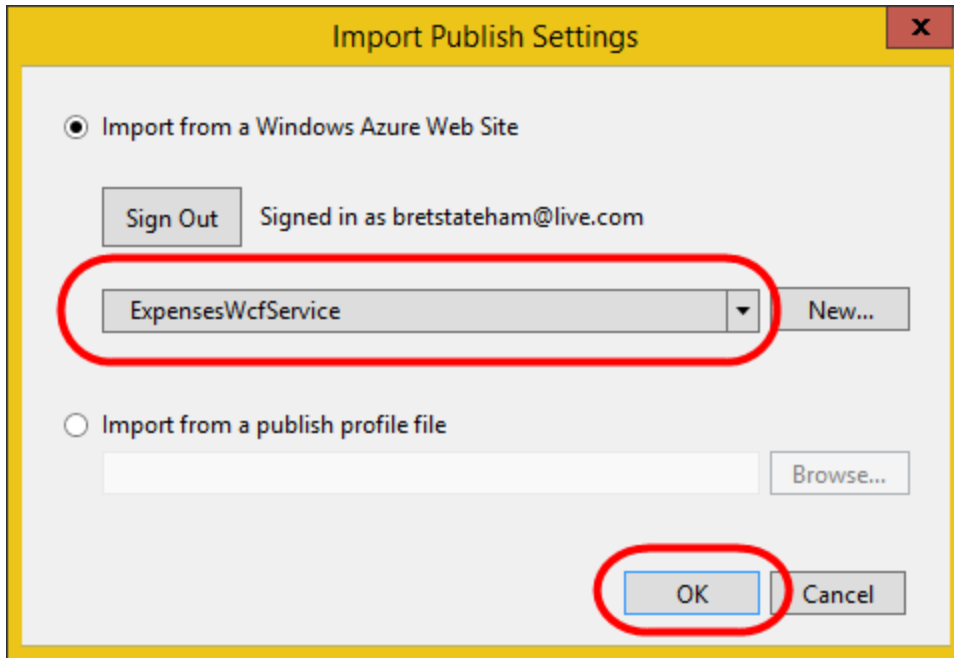 Import Publish Settings
x
Import from a Windows Azure Web Site
Sign Out Signed in as bretstateham@live.com
ExpensesWcfService New...
Import from a publish profile file
Browse...
OK Cancel